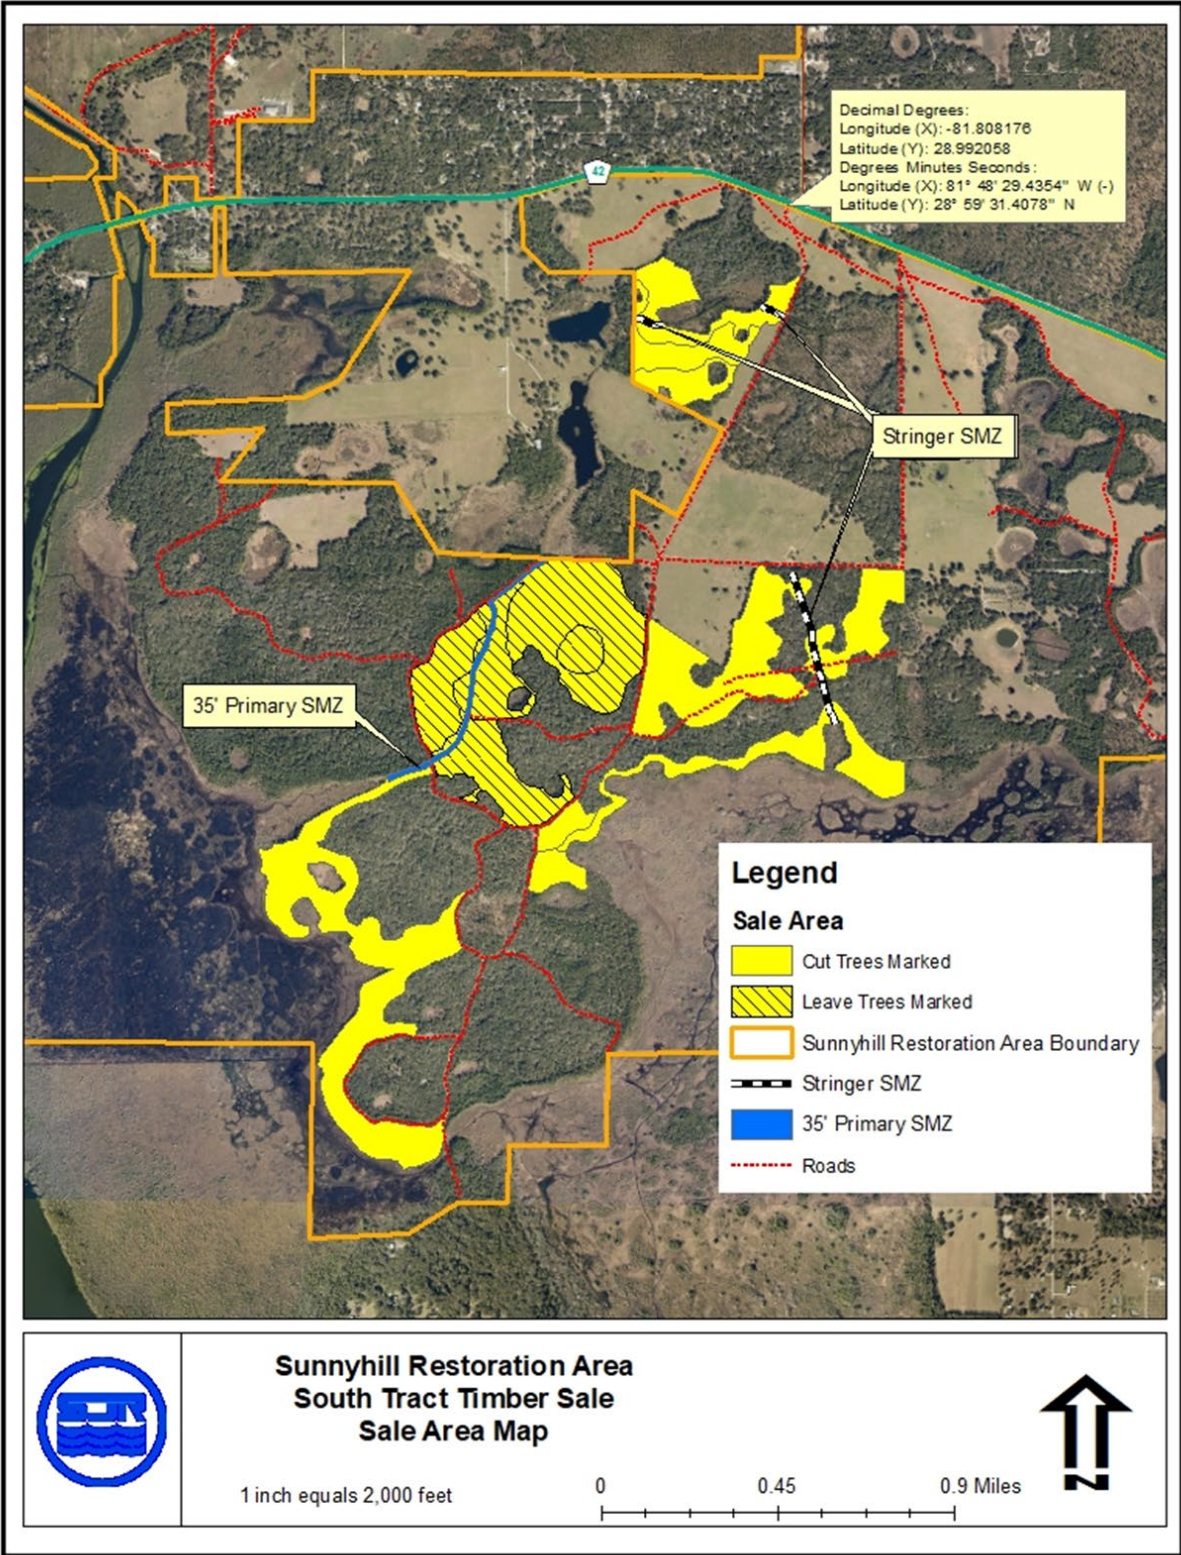 Decimal Degrees:
Longitude (X): -81.808176
Latitude (Y): 28.992058
Degrees Minutes Seconds:
Longitude (X): 81° 48' 29.4354" W (-)
Latitude (Y): 28° 59' 31.4078" N
42
Stringer SMZ
35' Primary SMZ
Legend
Sale Area
Cut Trees Marked
Leave Trees Marked
Sunnyhill Restoration Area Boundary
Stringer SMZ
35' Primary SMZ
Roads
SJR
Sunnyhill Restoration Area
South Tract Timber Sale
Sale Area Map
1 inch equals 2,000 feet
0 0.45 0.9 Miles
N